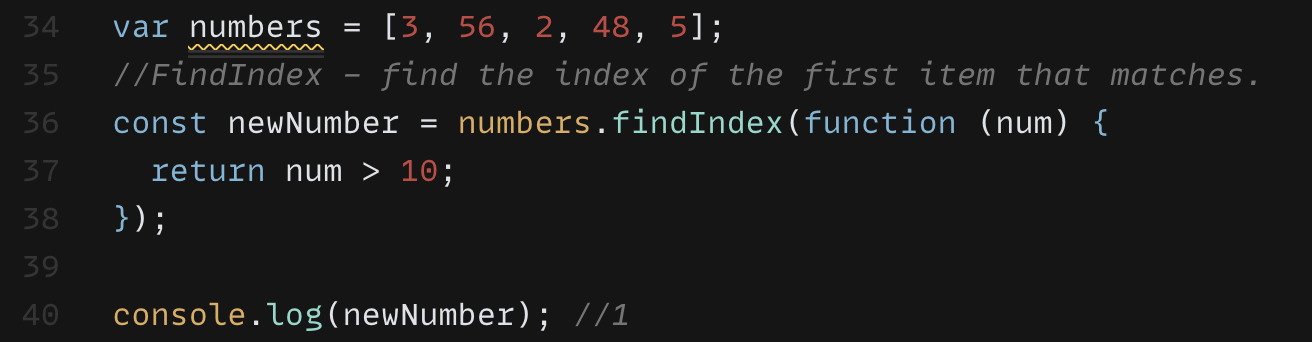 34 var numbers = [3, 56, 2, 48, 5];
35 //FindIndex - find the index of the first item that matches.
36 const newNumber = numbers.findIndex(function (num) {
37   return num > 10;
38 });
39
40 console.log(newNumber); //1